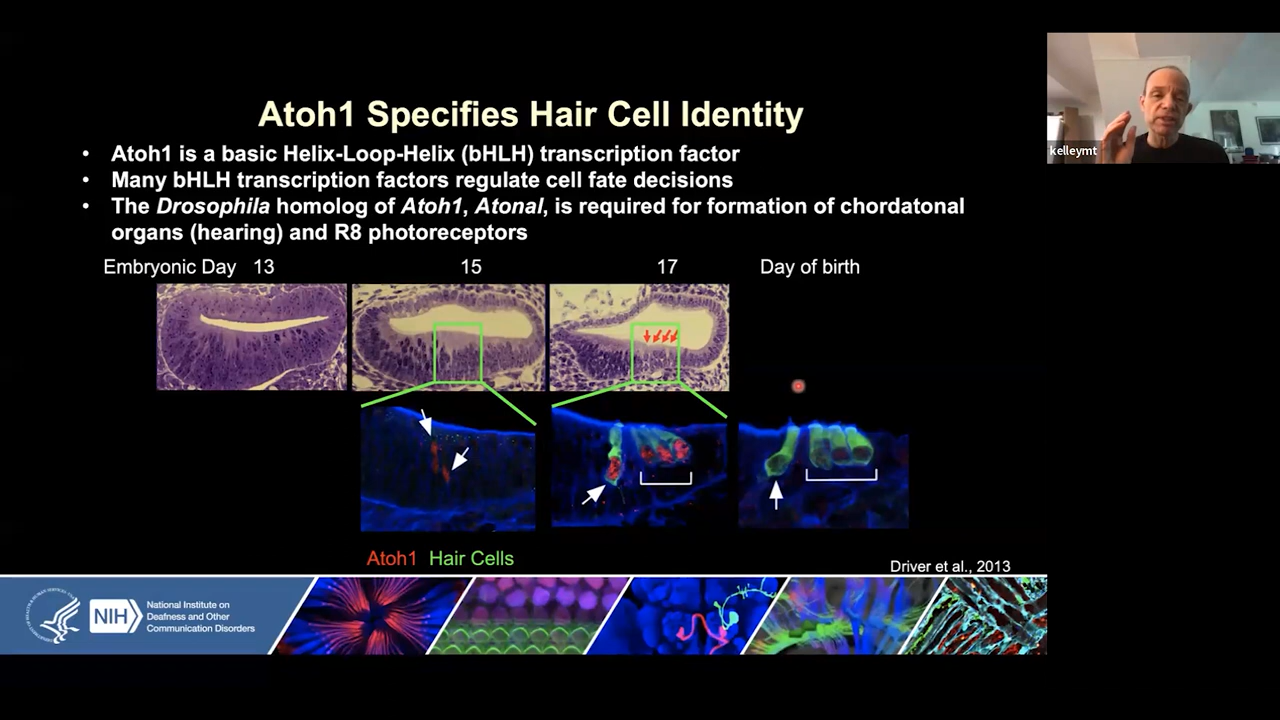 Atoh1 Specifies Hair Cell Identity
• Atoh1 is a basic Helix-Loop-Helix (bHLH) transcription factor
• Many bHLH transcription factors regulate cell fate decisions
• The Drosophila homolog of Atoh1, Atonal, is required for formation of chordatonal
organs (hearing) and R8 photoreceptors
Embryonic Day 13 15 17 Day of birth
Atoh1 Hair Cells
Driver et al., 2013
NIH
National Institute on
Deafness and Other
Communication Disorders
kelleymt